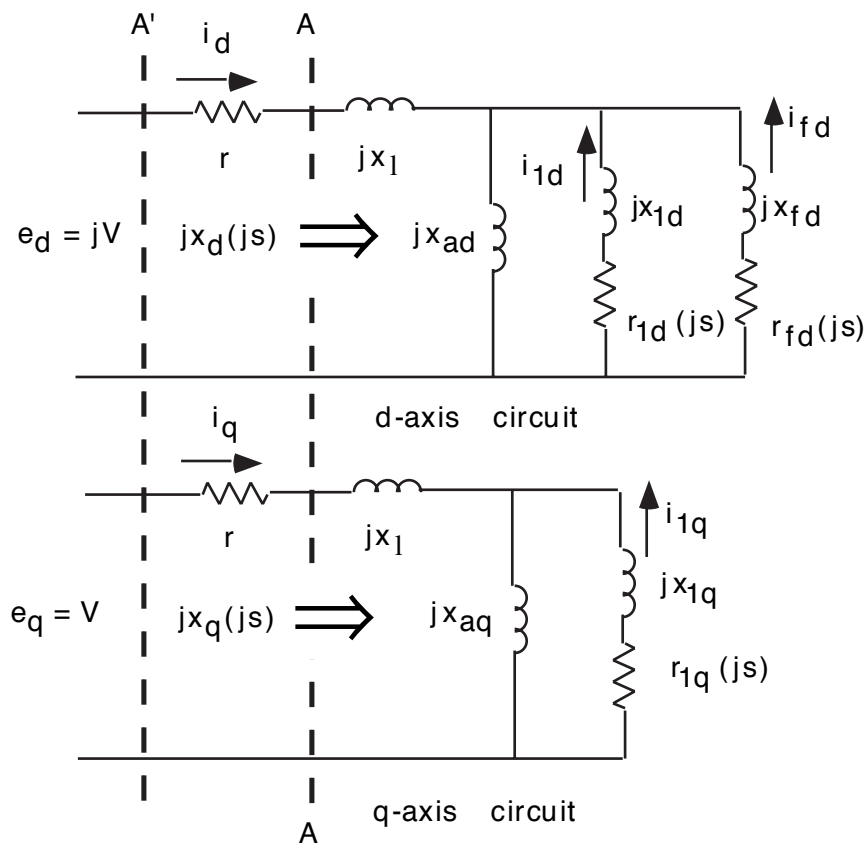 A' A
i_d
r jx_l
i_1d
i_fd
jx_1d jx_fd
e_d = jV jx_d(js) jx_ad
r_1d(js) r_fd(js)
d-axis circuit
i_q
r jx_l
i_1q
jx_1q
e_q = V jx_q(js) jx_aq
r_1q(js)
q-axis circuit
A